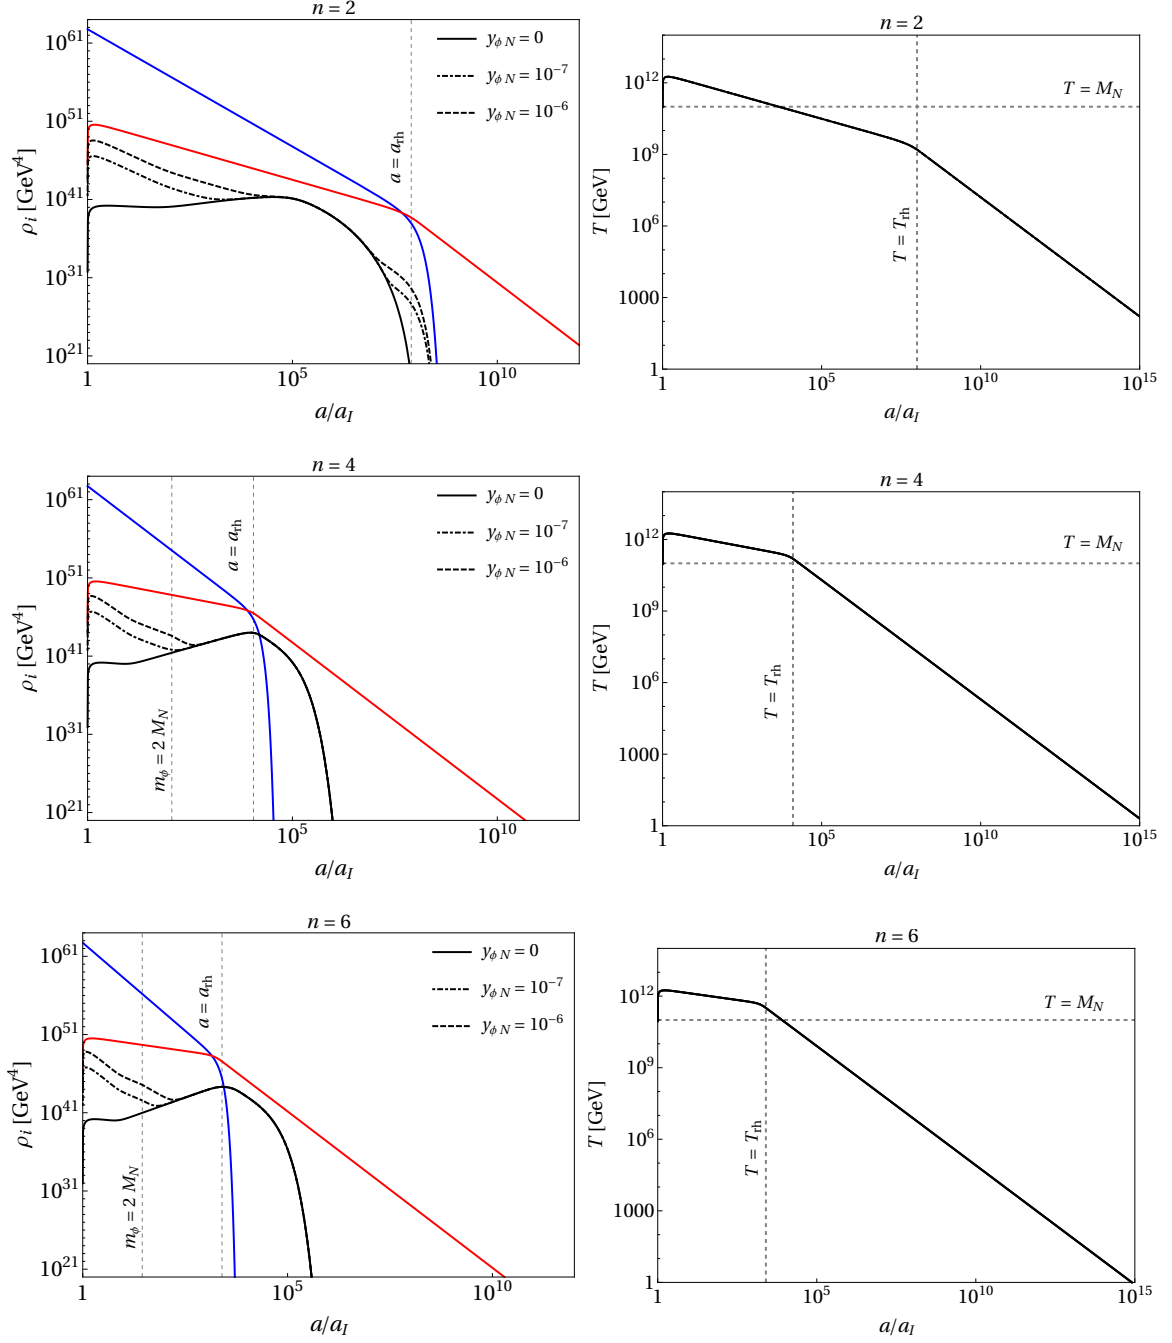 n = 2
10^61
10^51
10^41
10^31
10^21
ρ_i [GeV^4]
y_ϕN = 0
y_ϕN = 10^-7
y_ϕN = 10^-6
a = a_rh
1
10^5
10^10
a/a_I
n = 2
10^12
10^9
10^6
1000
1
T [GeV]
T = M_N
T = T_rh
1
10^5
10^10
10^15
a/a_I
n = 4
10^61
10^51
10^41
10^31
10^21
ρ_i [GeV^4]
y_ϕN = 0
y_ϕN = 10^-7
y_ϕN = 10^-6
a = a_rh
m_ϕ = 2 M_N
1
10^5
10^10
a/a_I
n = 4
10^12
10^9
10^6
1000
1
T [GeV]
T = M_N
T = T_rh
1
10^5
10^10
10^15
a/a_I
n = 6
10^61
10^51
10^41
10^31
10^21
ρ_i [GeV^4]
y_ϕN = 0
y_ϕN = 10^-7
y_ϕN = 10^-6
a = a_rh
m_ϕ = 2 M_N
1
10^5
10^10
a/a_I
n = 6
10^12
10^9
10^6
1000
1
T [GeV]
T = M_N
T = T_rh
1
10^5
10^10
10^15
a/a_I